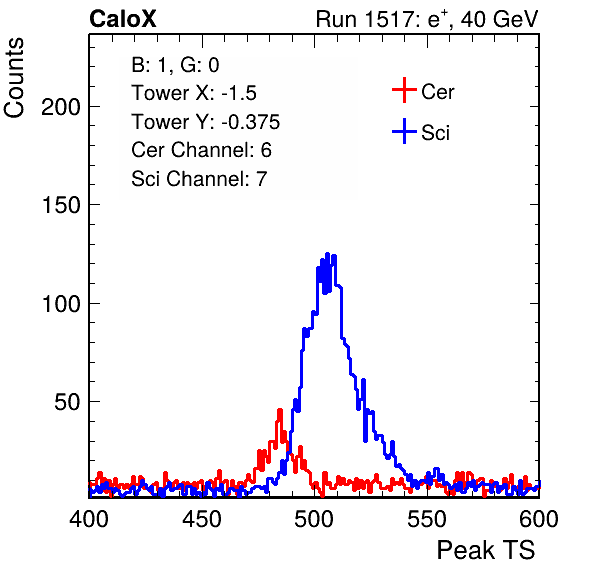 CaloX Run 1517: e⁺, 40 GeV
Counts
B: 1, G: 0
Tower X: -1.5
Tower Y: -0.375
Cer Channel: 6
Sci Channel: 7
Cer
Sci
200
150
100
50
400 450 500 550 600
Peak TS